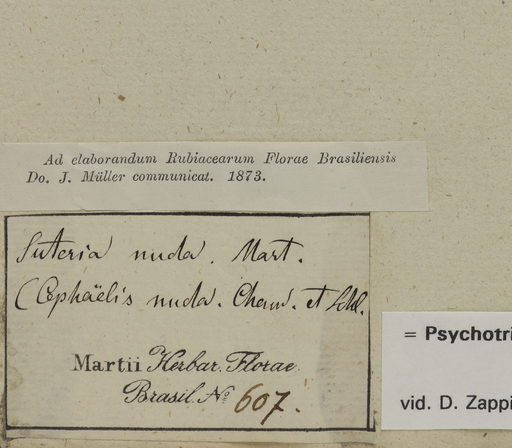 Ad elaborandum Rubiacearum Florae Brasiliensis
Do. J. Müller communicat. 1873.
Suteria nuda. Mart.
(Cephaëlis nuda. Cham. et Schl.
Martii Herbar. Florae
Brasil. No 607.
= Psychotri
vid. D. Zappi